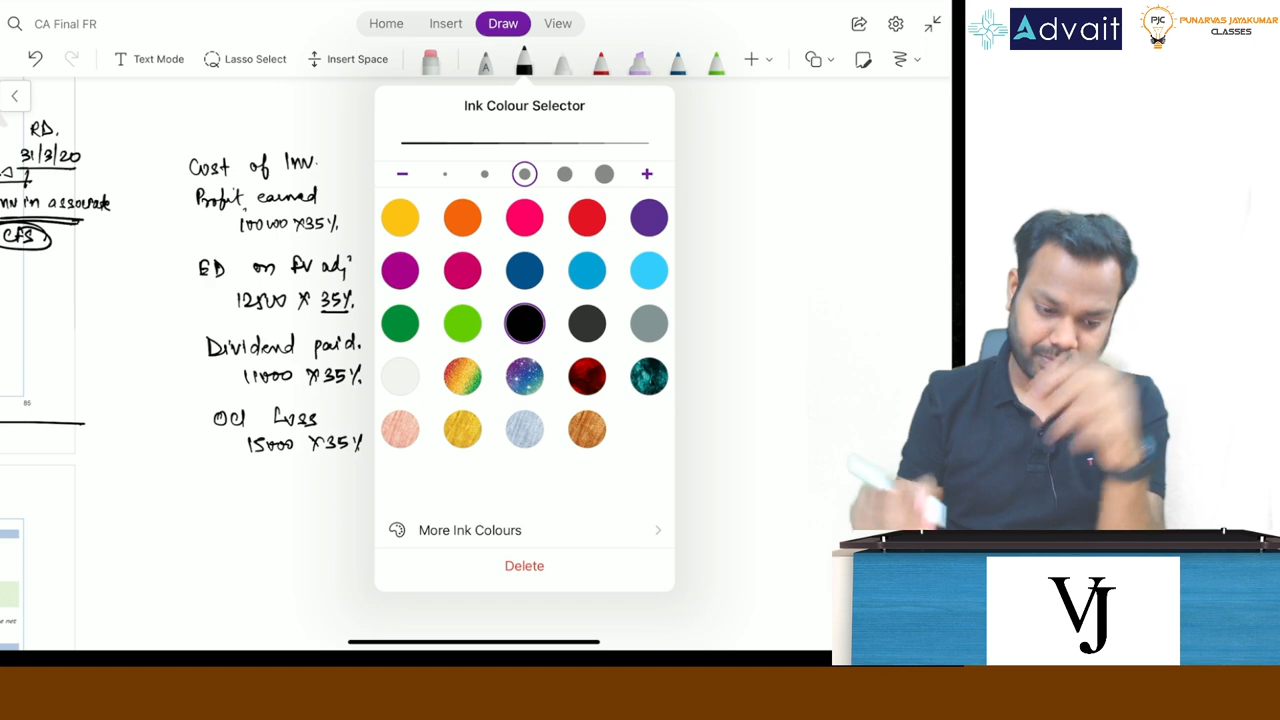 CA Final FR
Home
Insert
Draw
View
Text Mode
Lasso Select
Insert Space
Advait
PJC
PUNARVAS JAYAKUMAR
CLASSES
Ink Colour Selector
RD,
31/3/20
Inv in associate
CFS
85
Cost of Inv.
Profit earned
10000 X 35%
ED on FV adj
12500 X 35%
Dividend paid.
11000 X 35%
OCI Loss
15000 X 35%
More Ink Colours
Delete
VJ